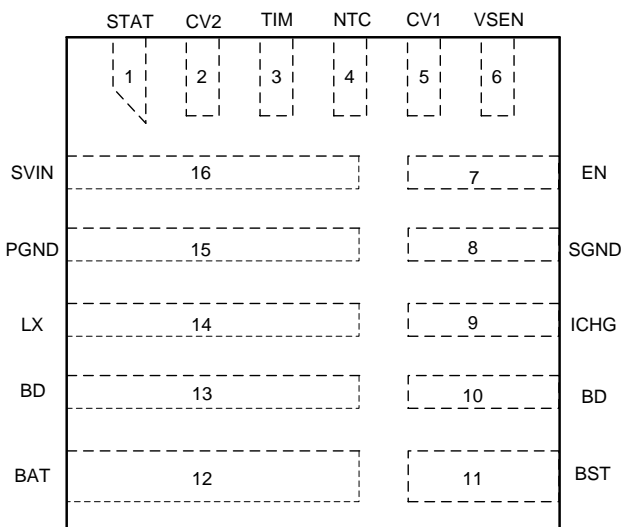 STAT CV2 TIM NTC CV1 VSEN
1 2 3 4 5 6
SVIN 16 7 EN
PGND 15 8 SGND
LX 14 9 ICHG
BD 13 10 BD
BAT 12 11 BST